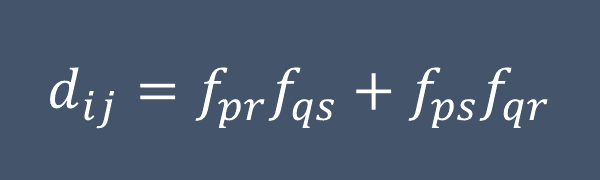 d_{ij} = f_{pr} f_{qs} + f_{ps} f_{qr}